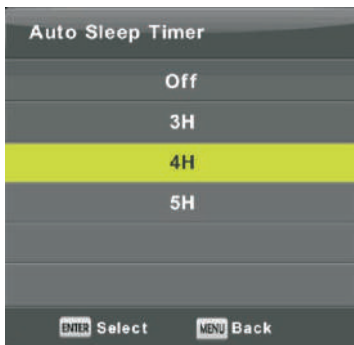 Auto Sleep Timer
Off
3H
4H
5H
ENTER Select MENU Back